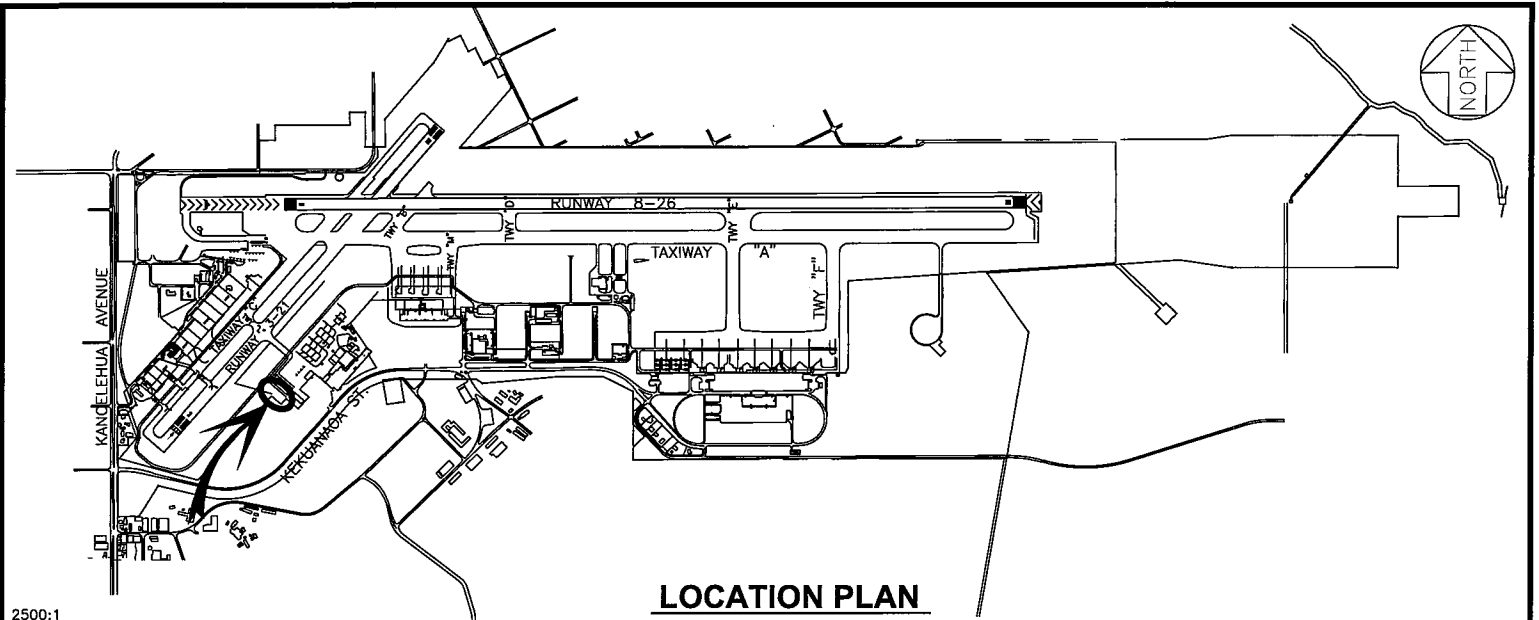 NORTH
RUNWAY 8-26
TWY "B"
TWY "D"
TWY "E"
TWY "M"
TAXIWAY "A"
TWY "F"
KANOELEHUA AVENUE
TAXIWAY "C"
RUNWAY 3-21
KEKUANAOA ST.
LOCATION PLAN
2500:1